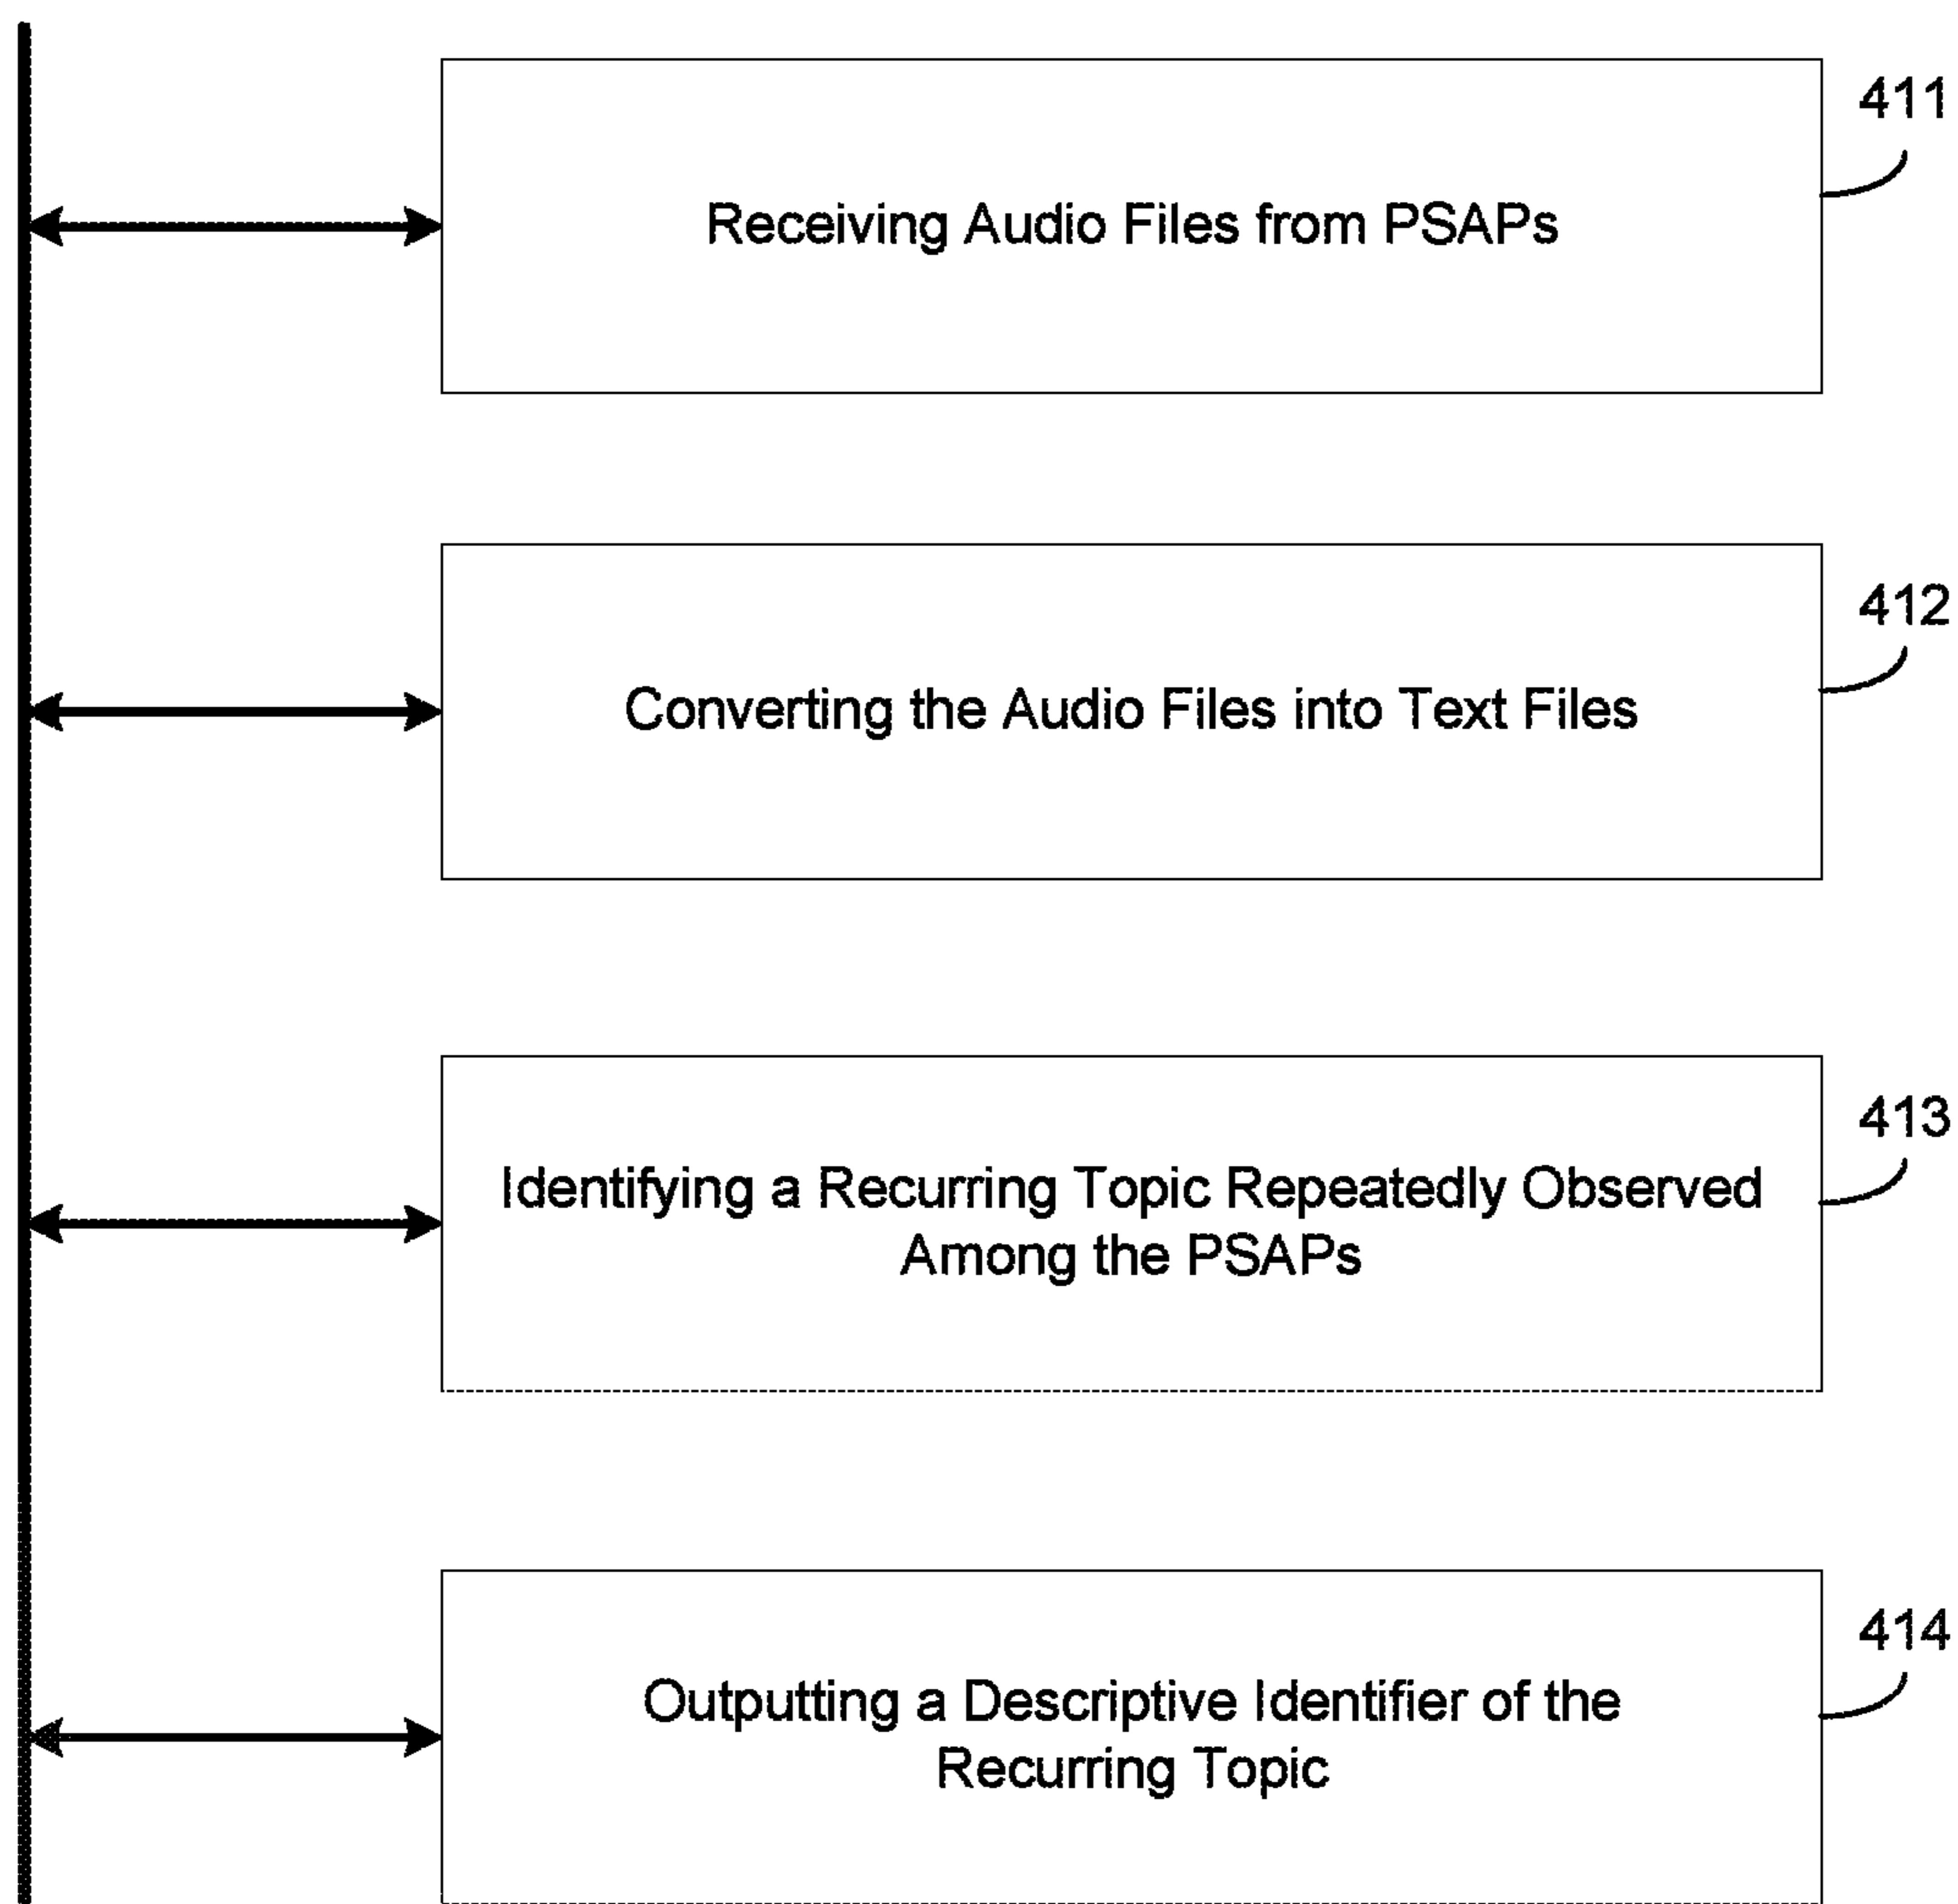 411
Receiving Audio Files from PSAPs
412
Converting the Audio Files into Text Files
413
Identifying a Recurring Topic Repeatedly Observed
Among the PSAPs
414
Outputting a Descriptive Identifier of the
Recurring Topic